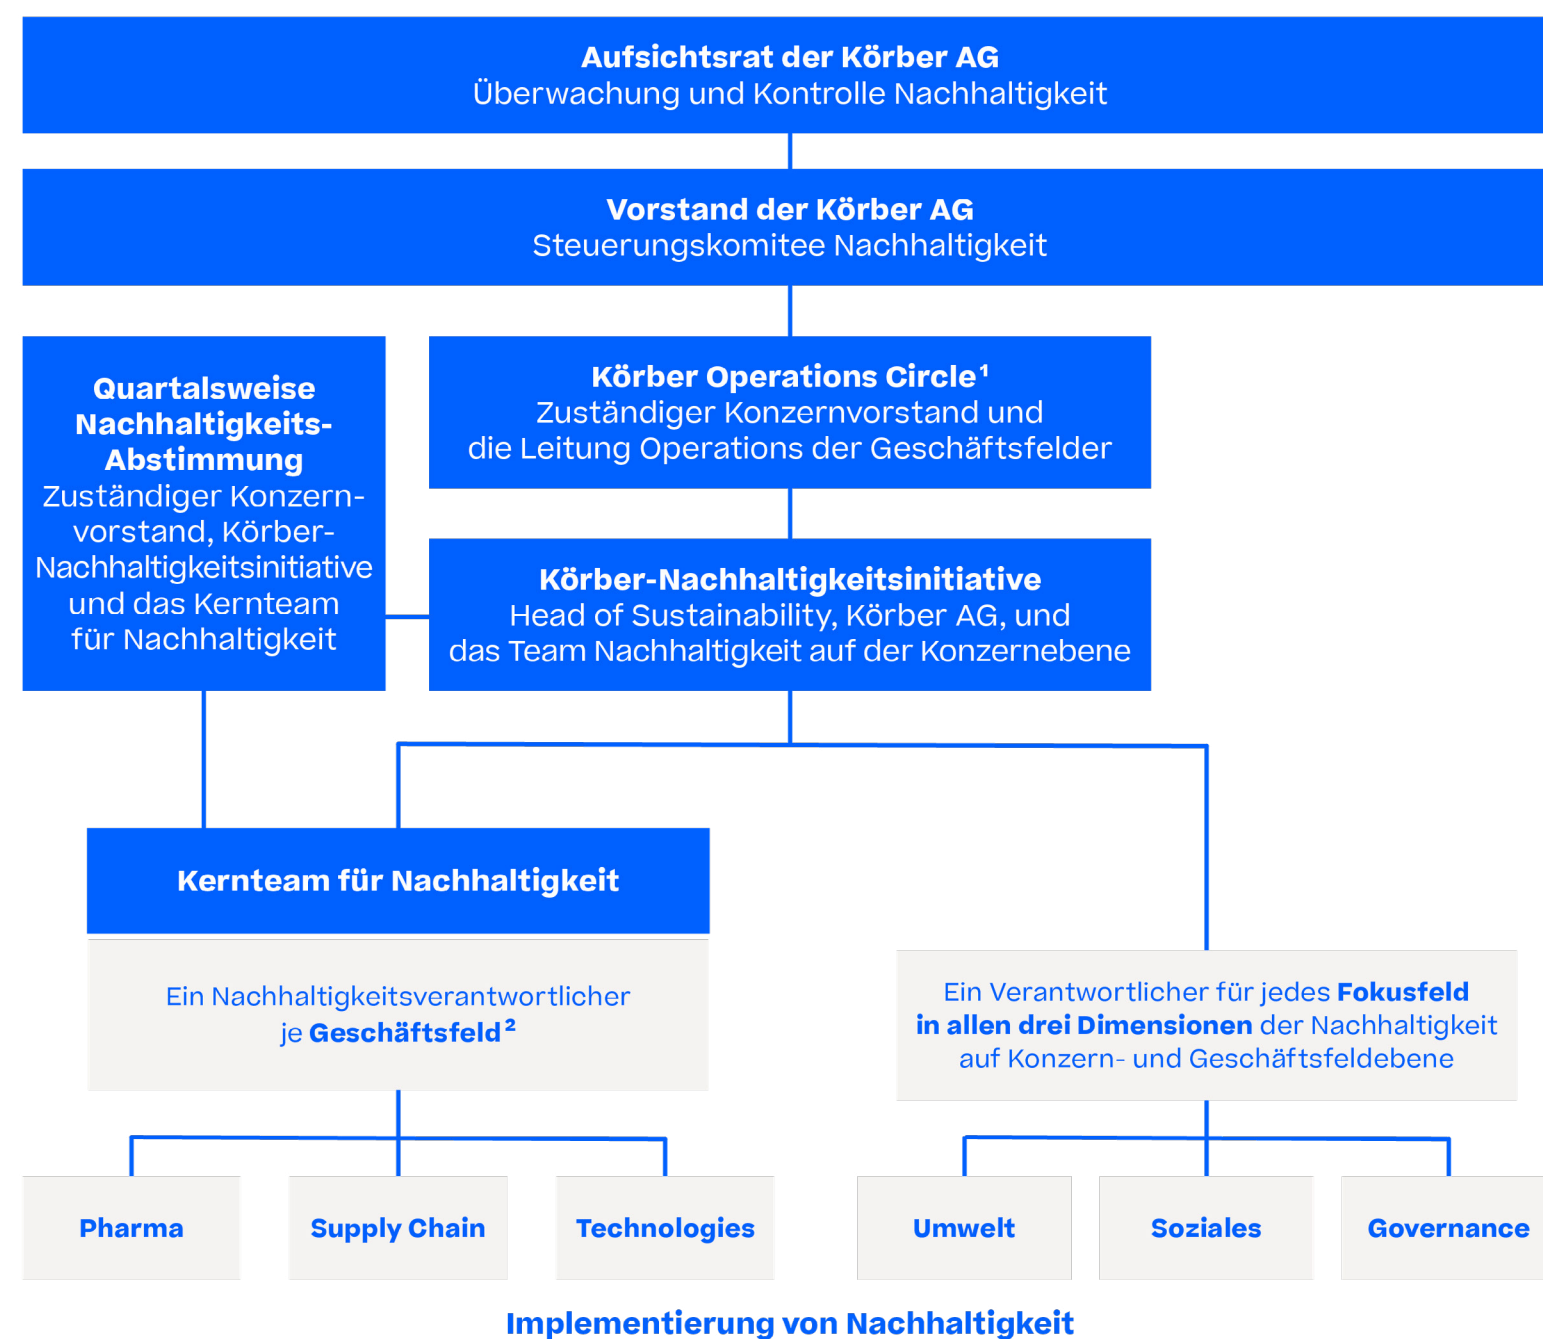 Aufsichtsrat der Körber AG
Überwachung und Kontrolle Nachhaltigkeit
Vorstand der Körber AG
Steuerungskomitee Nachhaltigkeit
Quartalsweise
Nachhaltigkeits-
Abstimmung
Zuständiger Konzern-
vorstand, Körber-
Nachhaltigkeitsinitiative
und das Kernteam
für Nachhaltigkeit
Körber Operations Circle¹
Zuständiger Konzernvorstand und
die Leitung Operations der Geschäftsfelder
Körber-Nachhaltigkeitsinitiative
Head of Sustainability, Körber AG, und
das Team Nachhaltigkeit auf der Konzernebene
Kernteam für Nachhaltigkeit
Ein Nachhaltigkeitsverantwortlicher
je Geschäftsfeld²
Ein Verantwortlicher für jedes Fokusfeld
in allen drei Dimensionen der Nachhaltigkeit
auf Konzern- und Geschäftsfeldebene
Pharma
Supply Chain
Technologies
Umwelt
Soziales
Governance
Implementierung von Nachhaltigkeit